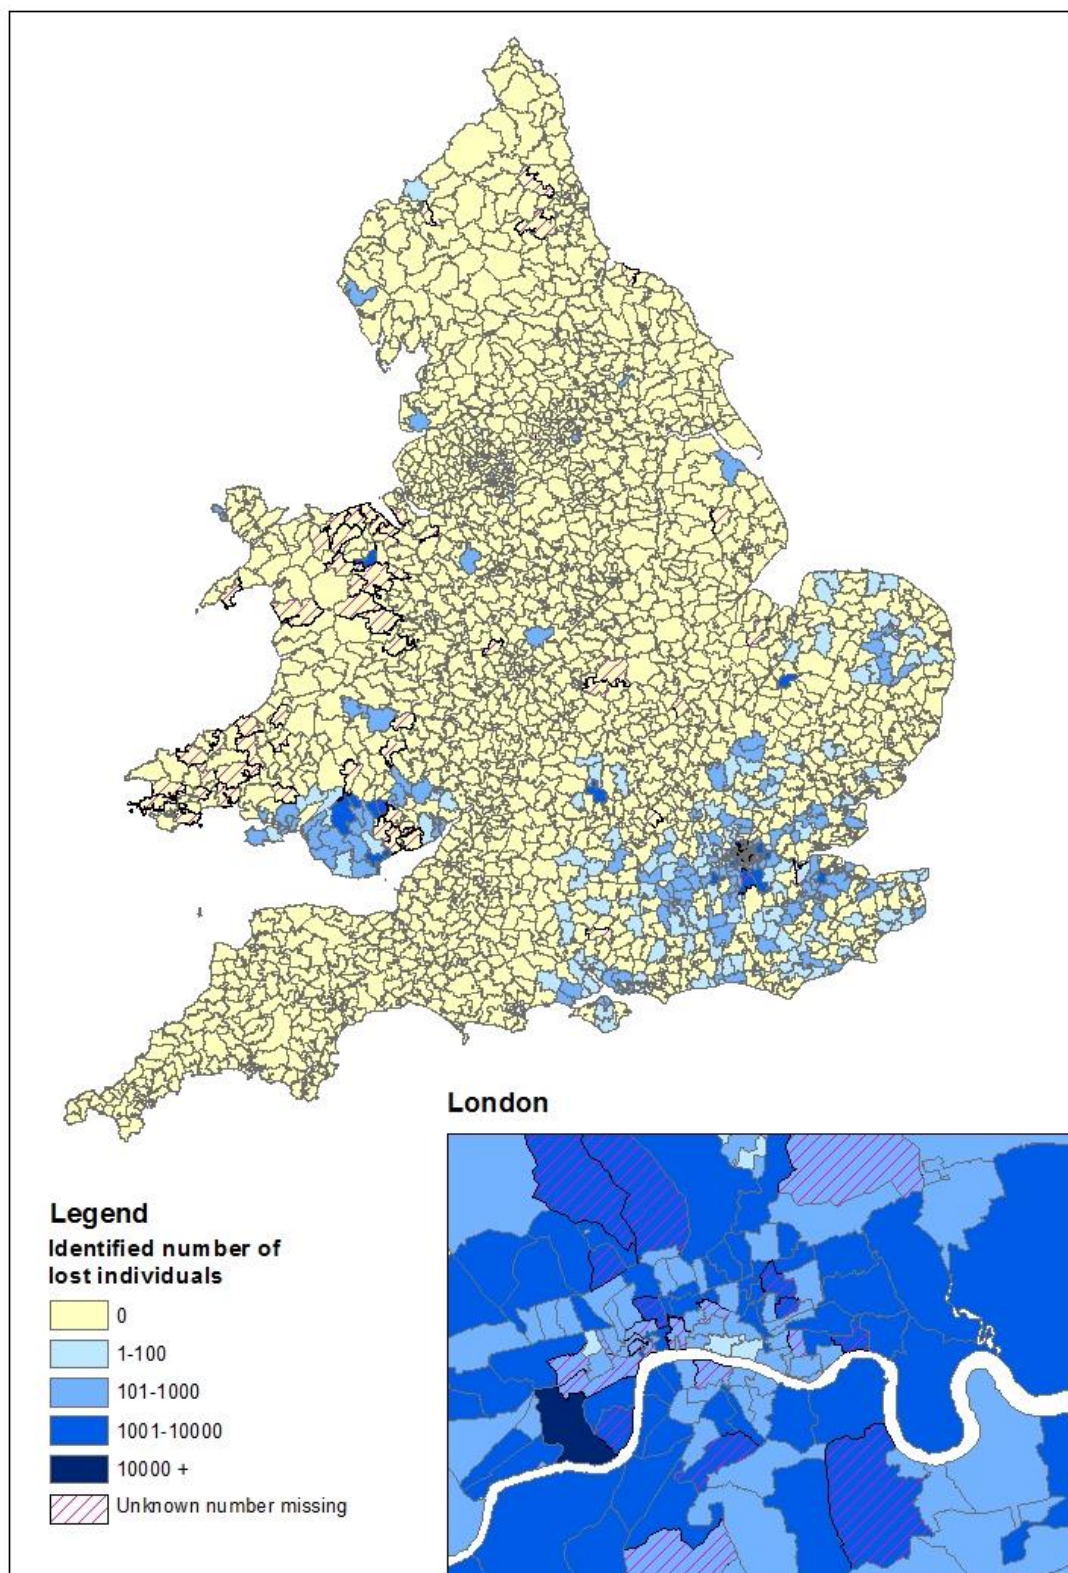 London
Legend
Identified number of
lost individuals
0
1-100
101-1000
1001-10000
10000 +
Unknown number missing